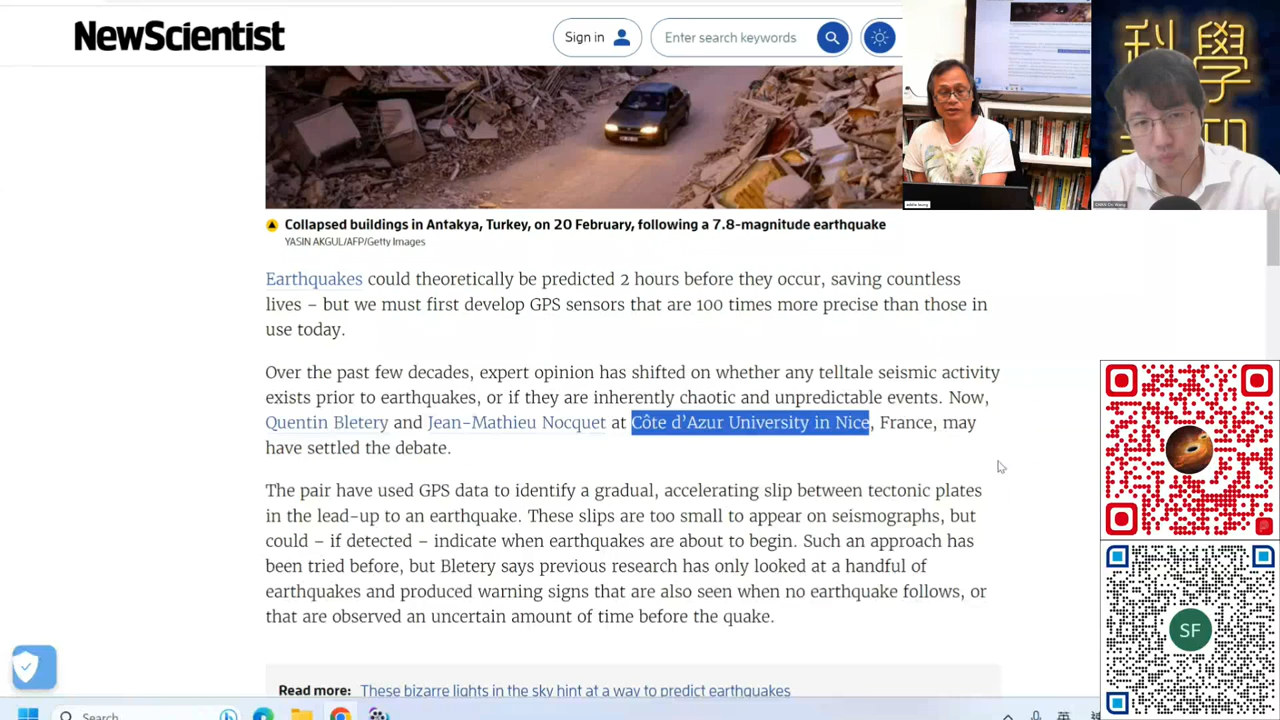 NewScientist
Sign in
Enter search keywords
科學
Collapsed buildings in Antakya, Turkey, on 20 February, following a 7.8-magnitude earthquake
YASIN AKGUL/AFP/Getty Images
Earthquakes could theoretically be predicted 2 hours before they occur, saving countless
lives – but we must first develop GPS sensors that are 100 times more precise than those in
use today.
Over the past few decades, expert opinion has shifted on whether any telltale seismic activity
exists prior to earthquakes, or if they are inherently chaotic and unpredictable events. Now,
Quentin Bletery and Jean-Mathieu Nocquet at Côte d’Azur University in Nice, France, may
have settled the debate.
The pair have used GPS data to identify a gradual, accelerating slip between tectonic plates
in the lead-up to an earthquake. These slips are too small to appear on seismographs, but
could – if detected – indicate when earthquakes are about to begin. Such an approach has
been tried before, but Bletery says previous research has only looked at a handful of
earthquakes and produced warning signs that are also seen when no earthquake follows, or
that are observed an uncertain amount of time before the quake.
SF
Read more: These bizarre lights in the sky hint at a way to predict earthquakes
Search